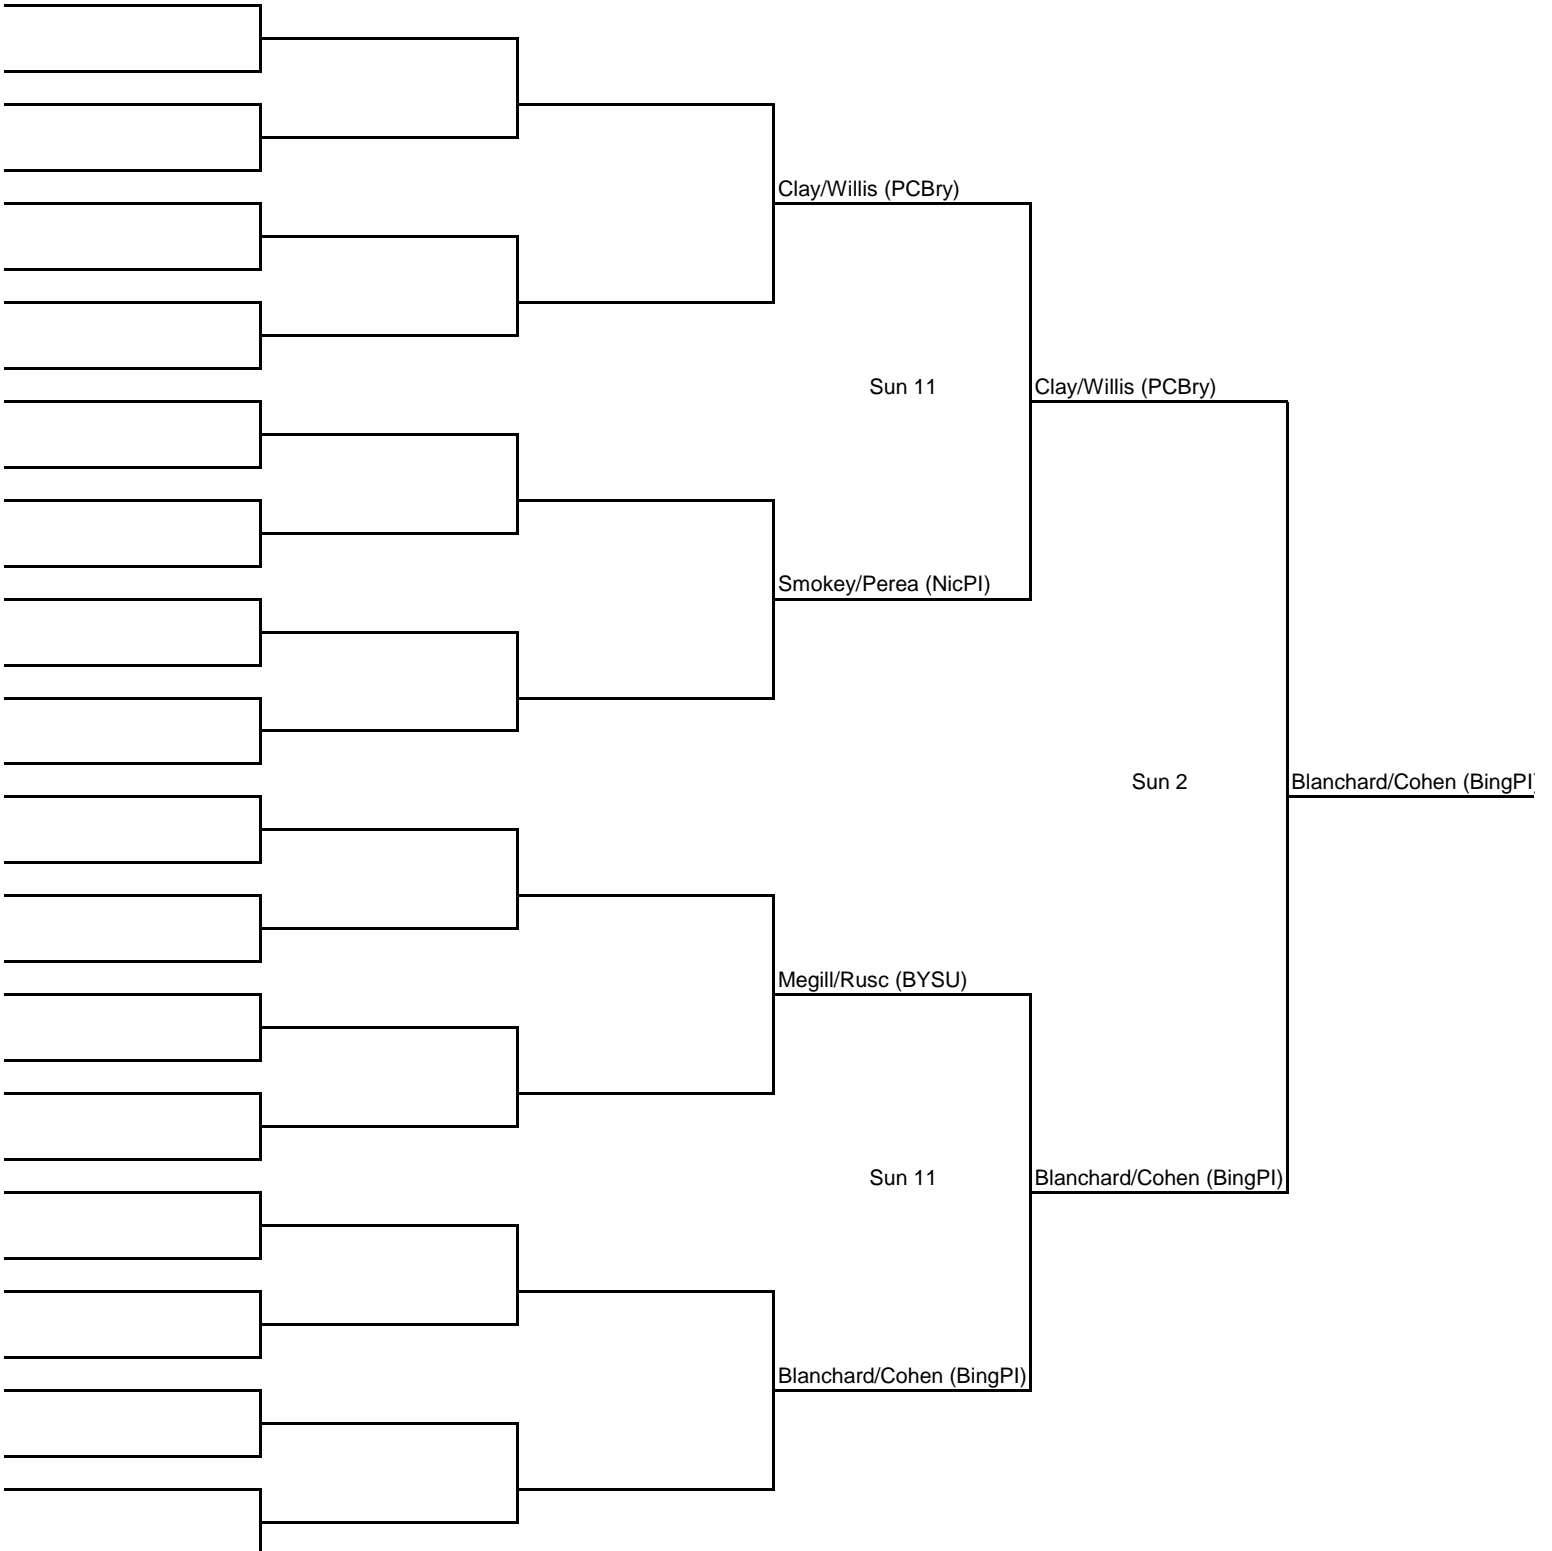 Clay/Willis (PCBry)
Sun 11
Clay/Willis (PCBry)
Smokey/Perea (NicPI)
Sun 2
Blanchard/Cohen (BingPI)
Megill/Rusc (BYSU)
Sun 11
Blanchard/Cohen (BingPI)
Blanchard/Cohen (BingPI)